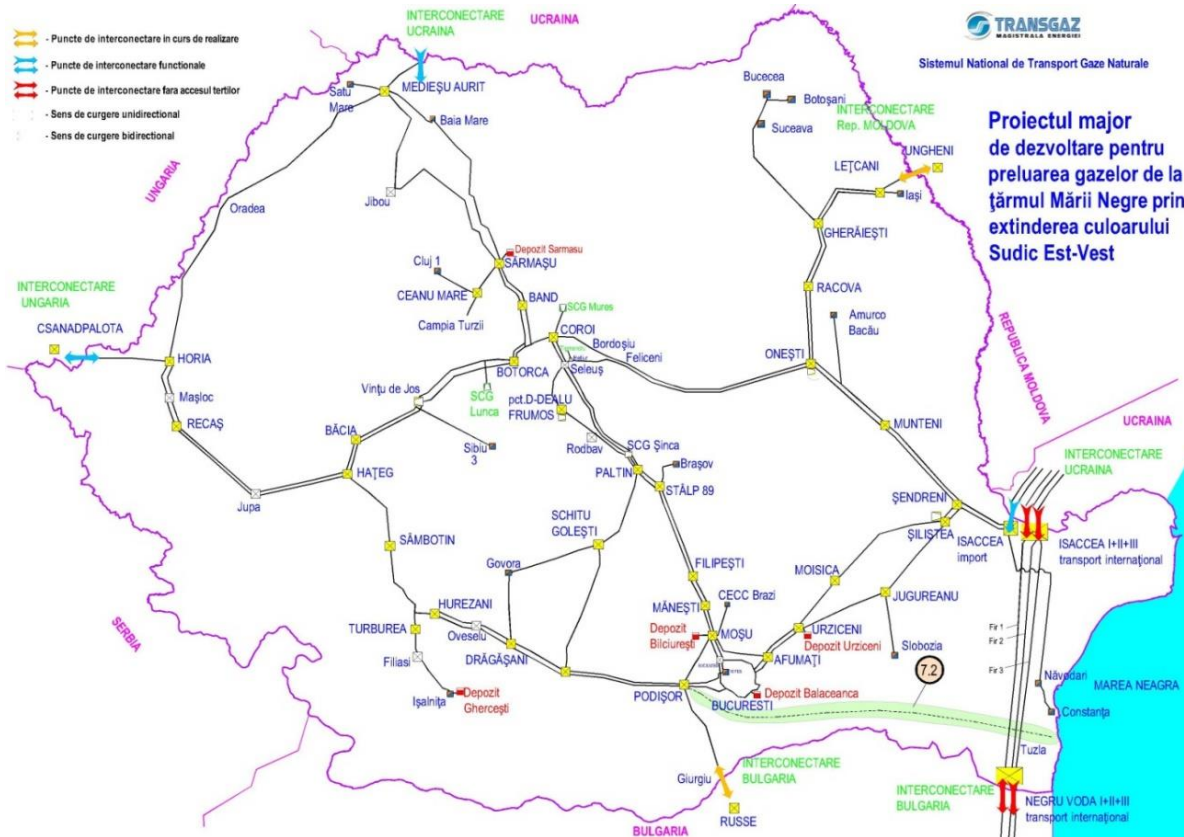 - Puncte de interconectare in curs de realizare
- Puncte de interconectare functionale
- Puncte de interconectare fara accesul tertilor
- Sens de curgere unidirectional
- Sens de curgere bidirectional
INTERCONECTARE
UCRAINA
UCRAINA
TRANSGAZ
MAGISTRALA ENERGIEI
Sistemul National de Transport Gaze Naturale
Proiectul major
de dezvoltare pentru
preluarea gazelor de la
ţărmul Mării Negre prin
extinderea culoarului
Sudic Est-Vest
MEDIEŞU AURIT
Satu
Mare
Baia Mare
Jibou
UNGARIA
Oradea
Bucecea
Botoşani
Suceava
INTERCONECTARE
Rep. MOLDOVA
UNGHENI
LEŢCANI
Iaşi
GHERĂIEŞTI
RACOVA
Amurco
Bacău
ONEŞTI
REPUBLICA MOLDOVA
MUNTENI
Depozit Sarmasu
SĂRMAŞU
Cluj 1
CEANU MARE
Campia Turzii
BAND
SCG Mures
COROI
Bordoşiu
Feliceni
Seleuş
BOTORCA
INTERCONECTARE
UNGARIA
CSANADPALOTA
HORIA
Maşloc
RECAŞ
Jupa
Vinţu de Jos
SCG
Lunca
pct.D-DEALU
FRUMOS
Rodbav
BĂCIA
Sibiu
3
HAŢEG
SCG Şinca
PALTIN
Braşov
STÂLP 89
UCRAINA
INTERCONECTARE
UCRAINA
ŞENDRENI
ŞILISTEA
ISACCEA
import
ISACCEA I+II+III
transport international
SÂMBOTIN
SCHITU
GOLEŞTI
Govora
FILIPEŞTI
MOISICA
JUGUREANU
CECC Brazi
MĂNEŞTI
HUREZANI
Oveselu
TURBUREA
Filiasi
DRĂGĂŞANI
Depozit
Bilciureşti
MOŞU
URZICENI
Depozit Urziceni
Slobozia
AFUMAŢI
Fir 1
Fir 2
Fir 3
SERBIA
Işalniţa
Depozit
Gherceşti
PODIŞOR
BUCURESTI
Depozit Balaceanca
7.2
Năvodari
MAREA NEAGRA
Constanţa
Tuzla
Giurgiu
INTERCONECTARE
BULGARIA
RUSSE
BULGARIA
INTERCONECTARE
BULGARIA
NEGRU VODA I+II+III
transport international